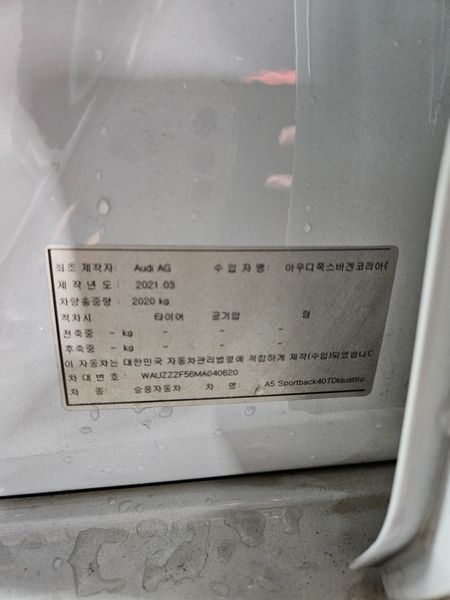 최초 제작자: Audi AG 수 입 자 명: 아우디폭스바겐코리아(
제 작 년 도 : 2021.03
차량총중량: 2020 kg
적차시 타이어 공기압 림
전축중 - kg - - -
후축중 - kg - - -
이 자동차는 대한민국 자동차관리법령에 적합하게 제작(수입)되었습니다
차 대 번 호 : WAUZZZF56MA040620
차 종: 승용자동차 차 명: A5 Sportback40TDIquattro